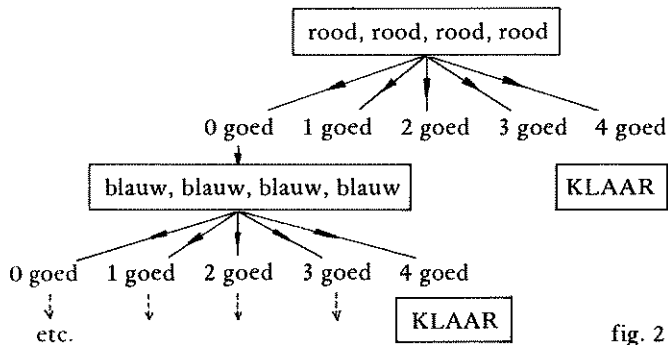 rood, rood, rood, rood
0 goed 1 goed 2 goed 3 goed 4 goed
blauw, blauw, blauw, blauw
KLAAR
0 goed 1 goed 2 goed 3 goed 4 goed
etc.
KLAAR
fig. 2